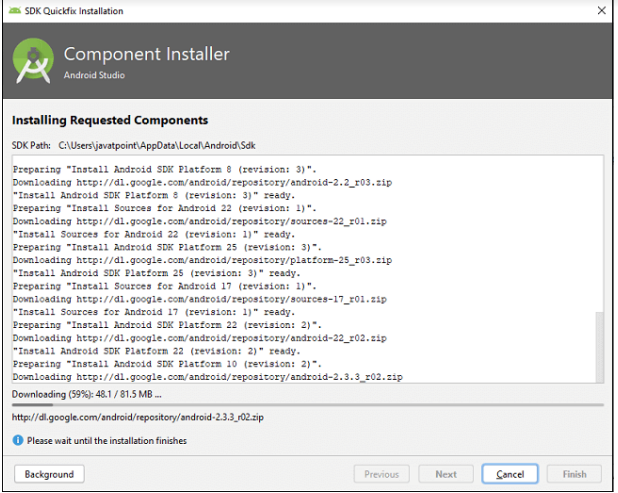 SDK Quickfix Installation
Component Installer
Android Studio
Installing Requested Components
SDK Path: C:\Users\javatpoint\AppData\Local\Android\Sdk
Preparing "Install Android SDK Platform 8 (revision: 3)".
Downloading http://dl.google.com/android/repository/android-2.2_r03.zip
"Install Android SDK Platform 8 (revision: 3)" ready.
Preparing "Install Sources for Android 22 (revision: 1)".
Downloading http://dl.google.com/android/repository/sources-22_r01.zip
"Install Sources for Android 22 (revision: 1)" ready.
Preparing "Install Android SDK Platform 25 (revision: 3)".
Downloading http://dl.google.com/android/repository/platform-25_r03.zip
"Install Android SDK Platform 25 (revision: 3)" ready.
Preparing "Install Sources for Android 17 (revision: 1)".
Downloading http://dl.google.com/android/repository/sources-17_r01.zip
"Install Sources for Android 17 (revision: 1)" ready.
Preparing "Install Android SDK Platform 22 (revision: 2)".
Downloading http://dl.google.com/android/repository/android-22_r02.zip
"Install Android SDK Platform 22 (revision: 2)" ready.
Preparing "Install Android SDK Platform 10 (revision: 2)".
Downloading http://dl.google.com/android/repository/android-2.3.3_r02.zip
Downloading (59%): 48.1 / 81.5 MB ...
http://dl.google.com/android/repository/android-2.3.3_r02.zip
Please wait until the installation finishes
Background Previous Next Cancel Finish